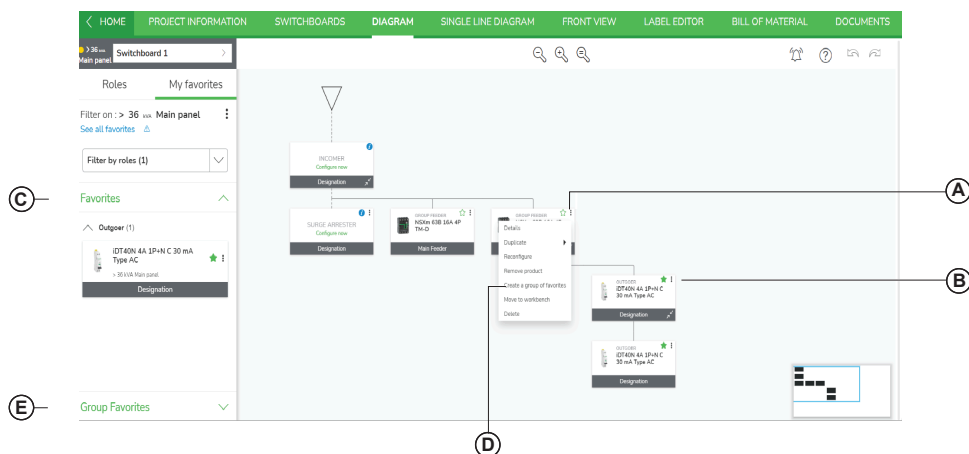 HOME PROJECT INFORMATION SWITCHBOARDS DIAGRAM SINGLE LINE DIAGRAM FRONT VIEW LABEL EDITOR BILL OF MATERIAL DOCUMENTS
> 36 kVA
Main panel
Switchboard 1
Roles My favorites
Filter on : > 36 kVA Main panel
See all favorites
Filter by roles (1)
Favorites
Outgoer (1)
iDT40N 4A 1P+N C 30 mA
Type AC
> 36 kVA Main panel
Designation
Group Favorites
INCOMER
Configure now
Designation
SURGE ARRESTER
Configure now
Designation
GROUP FEEDER
NSXm 63B 16A 4P
TM-D
Main Feeder
GROUP FEEDER
Details
Duplicate
Reconfigure
Remove product
Create a group of favorites
Move to workbench
Delete
OUTGOER
iDT40N 4A 1P+N C
30 mA Type AC
Designation
OUTGOER
iDT40N 4A 1P+N C
30 mA Type AC
Designation
A
B
C
D
E